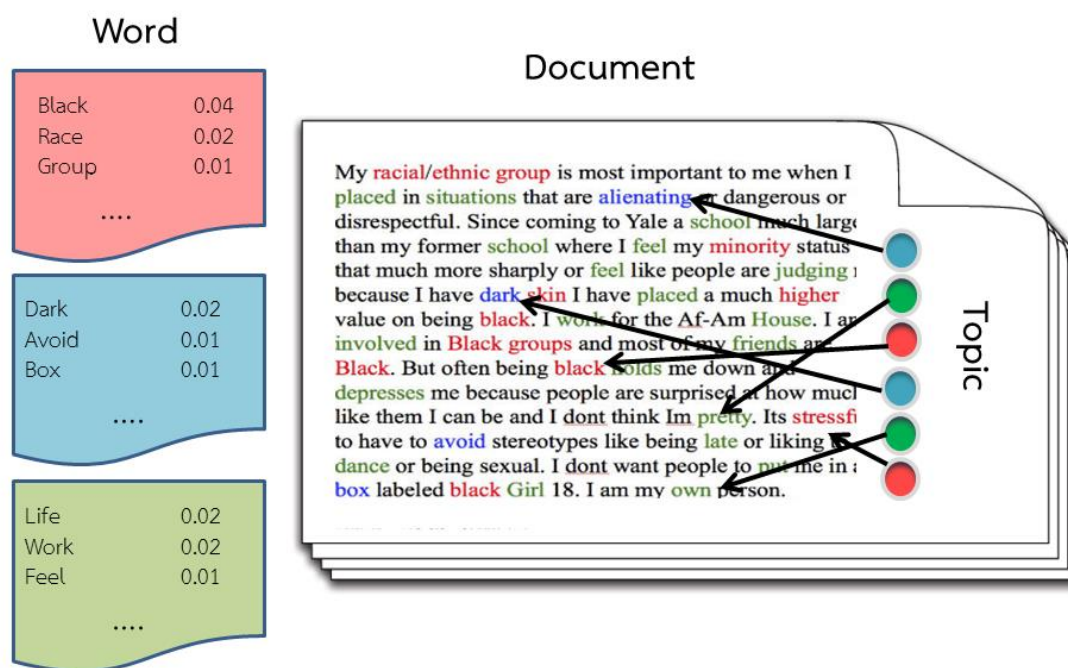 Word
Black 0.04
Race 0.02
Group 0.01
....
Dark 0.02
Avoid 0.01
Box 0.01
....
Life 0.02
Work 0.02
Feel 0.01
....
Document
My racial/ethnic group is most important to me when I
placed in situations that are alienating or dangerous or
disrespectful. Since coming to Yale a school much large
than my former school where I feel my minority status
that much more sharply or feel like people are judging
because I have dark skin I have placed a much higher
value on being black. I work for the Af-Am House. I
involved in Black groups and most of my friends are
Black. But often being black holds me down and
depresses me because people are surprised at how much
like them I can be and I dont think Im pretty. Its
to have to avoid stereotypes like being late or liking
dance or being sexual. I dont want people to put me in
box labeled black Girl 18. I am my own person.
Topic